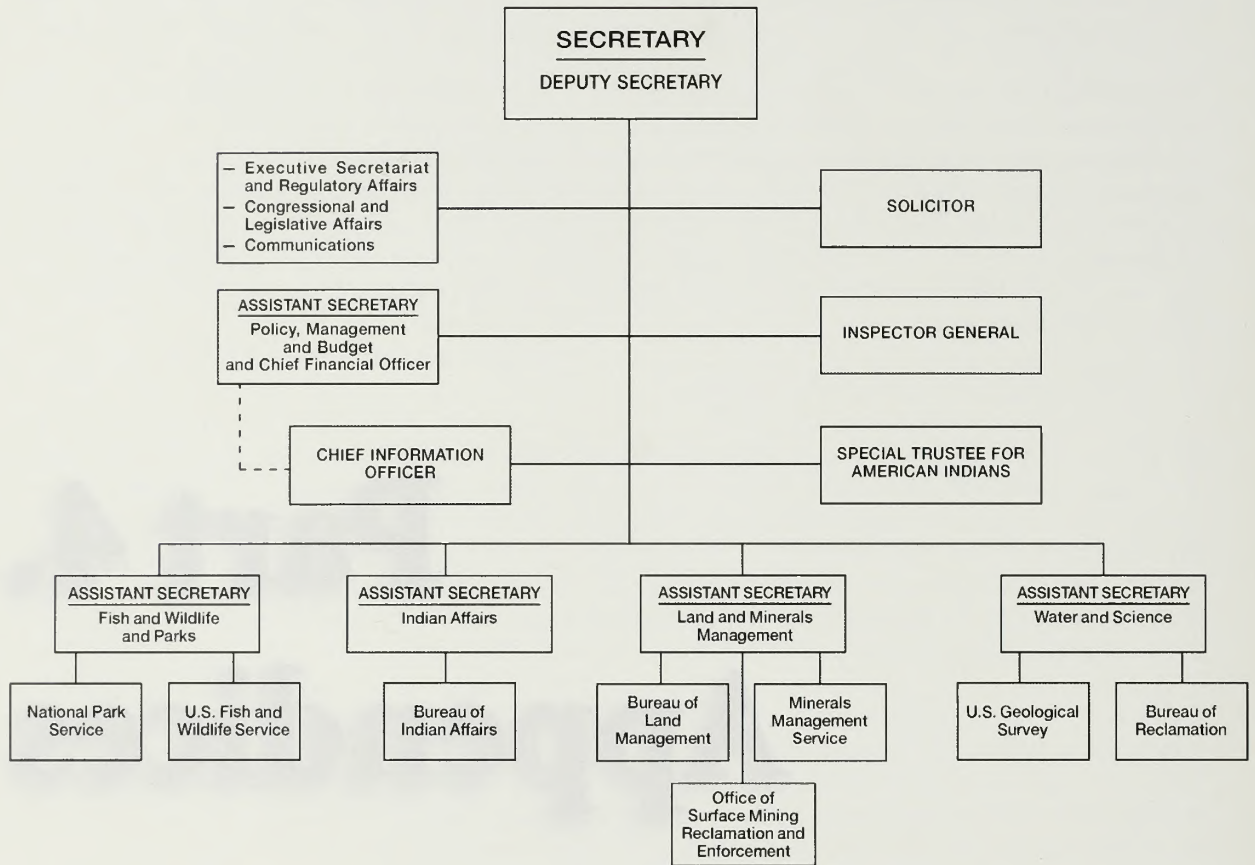 SECRETARY
DEPUTY SECRETARY
– Executive Secretariat
and Regulatory Affairs
– Congressional and
Legislative Affairs
– Communications
SOLICITOR
ASSISTANT SECRETARY
Policy, Management
and Budget
and Chief Financial Officer
INSPECTOR GENERAL
CHIEF INFORMATION
OFFICER
SPECIAL TRUSTEE FOR
AMERICAN INDIANS
ASSISTANT SECRETARY
Fish and Wildlife
and Parks
ASSISTANT SECRETARY
Indian Affairs
ASSISTANT SECRETARY
Land and Minerals
Management
ASSISTANT SECRETARY
Water and Science
National Park
Service
U.S. Fish and
Wildlife Service
Bureau of
Indian Affairs
Bureau of
Land
Management
Minerals
Management
Service
U.S. Geological
Survey
Bureau of
Reclamation
Office of
Surface Mining
Reclamation and
Enforcement